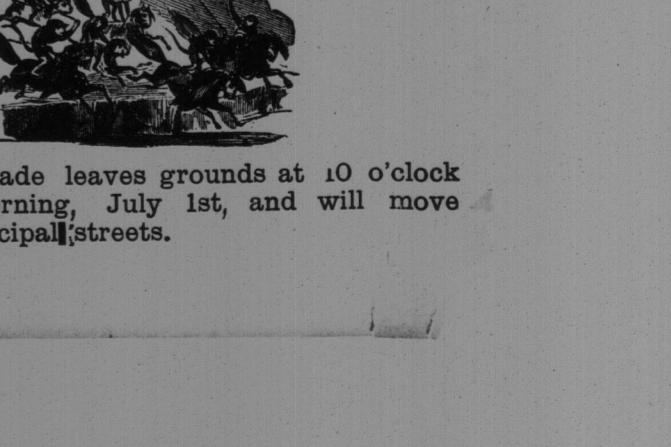 ade leaves grounds at 10 o'clock
rning, July 1st, and will move
cipal streets.